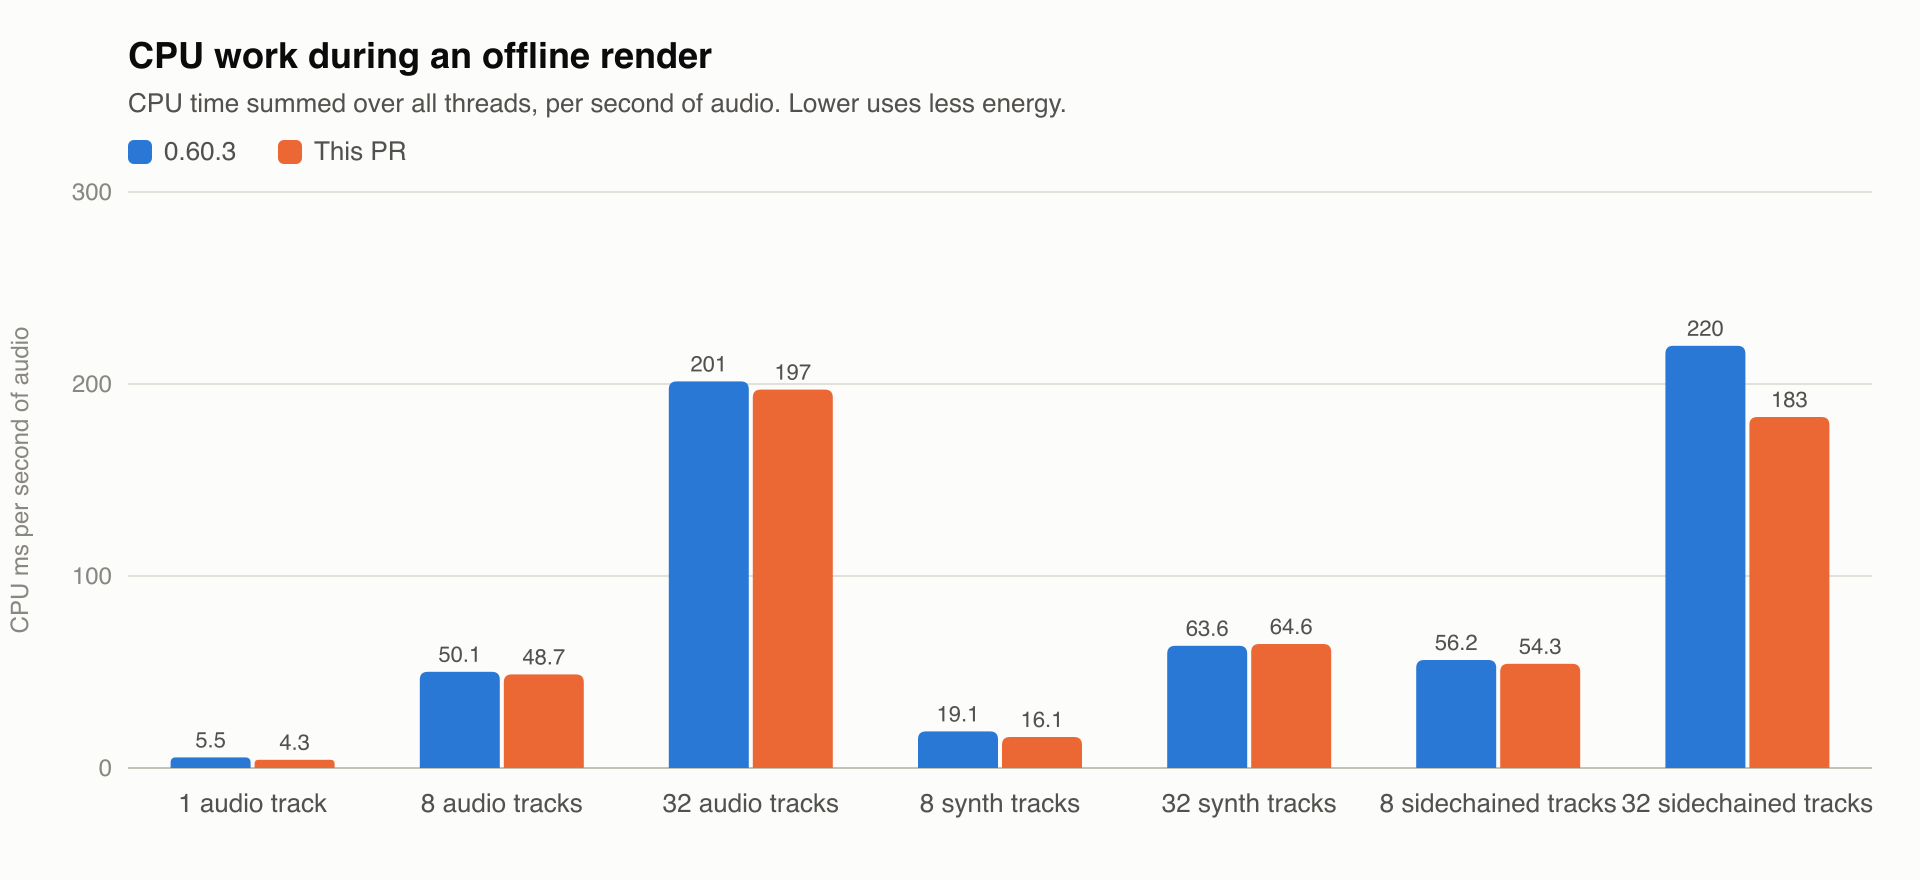 CPU work during an offline render
CPU time summed over all threads, per second of audio. Lower uses less energy.
0.60.3 This PR
CPU ms per second of audio
300
200
100
0
5.5 4.3
50.1 48.7
201 197
19.1 16.1
63.6 64.6
56.2 54.3
220 183
1 audio track 8 audio tracks 32 audio tracks 8 synth tracks 32 synth tracks 8 sidechained tracks 32 sidechained tracks